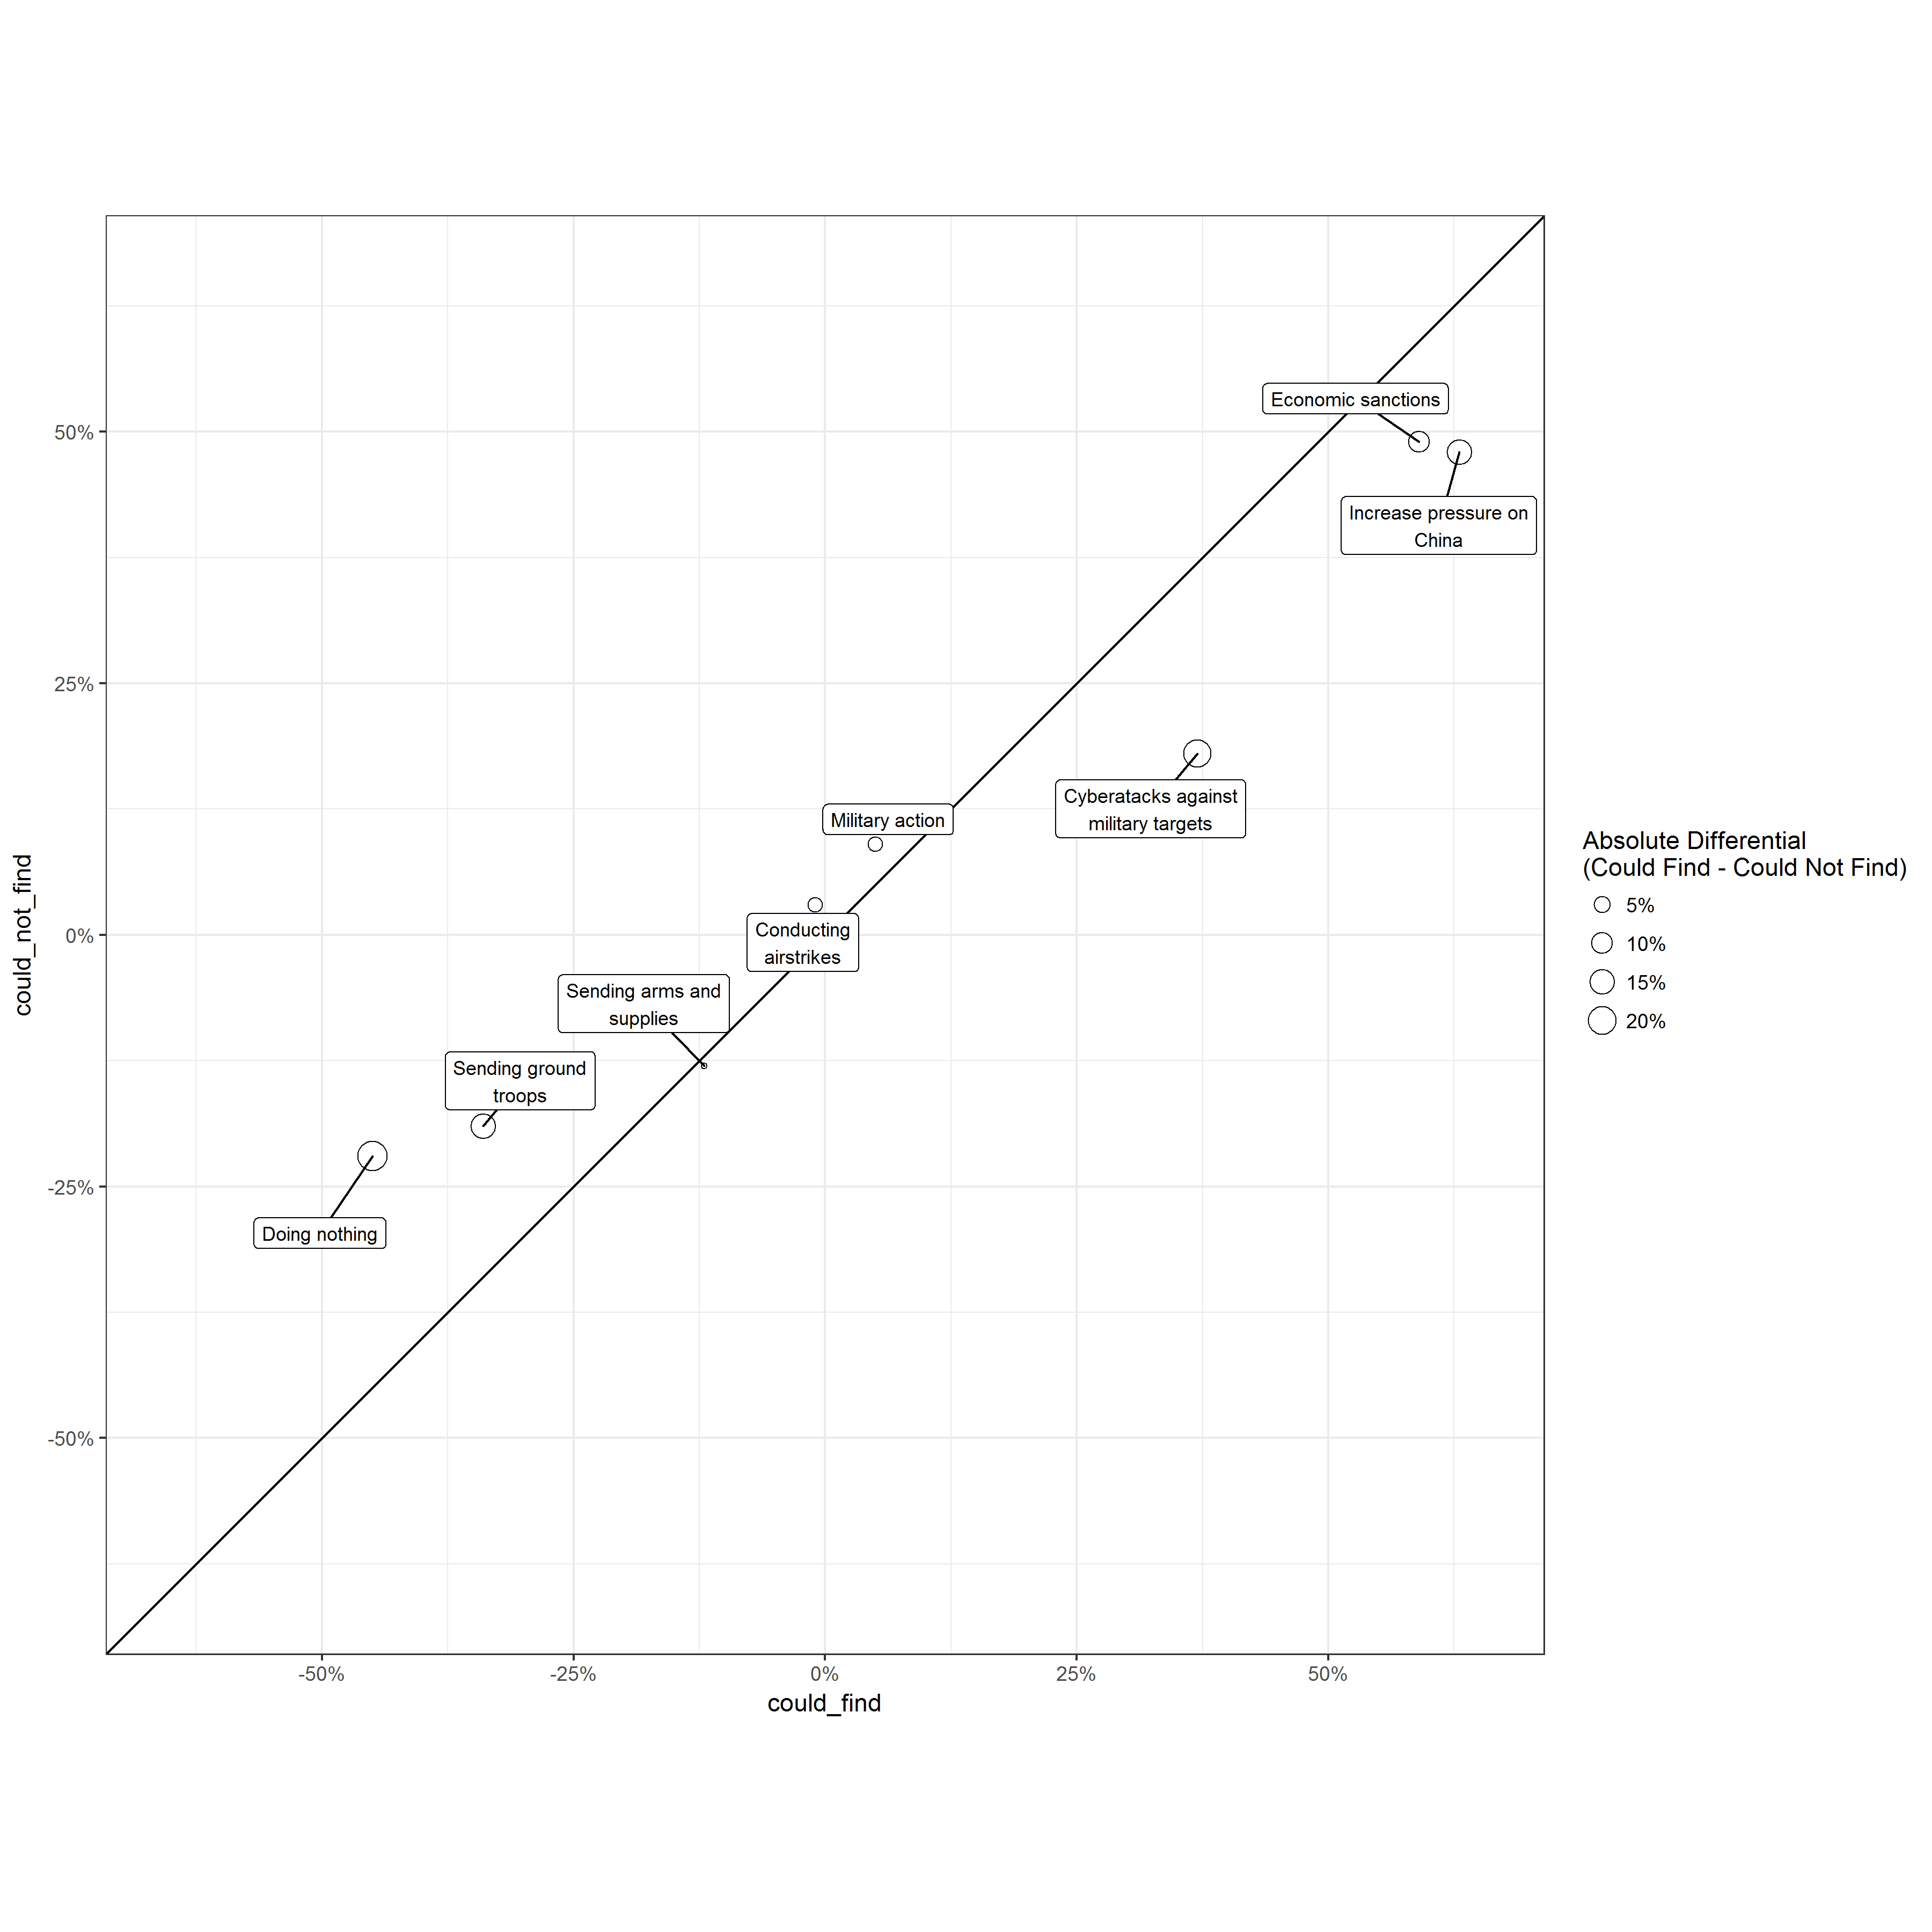 50%
25%
0%
-25%
-50%
could_not_find
Economic sanctions
Increase pressure on
China
Cyberatacks against
military targets
Military action
Conducting
airstrikes
Sending arms and
supplies
Sending ground
troops
Doing nothing
-50%
-25%
0%
25%
50%
could_find
Absolute Differential
(Could Find - Could Not Find)
5%
10%
15%
20%